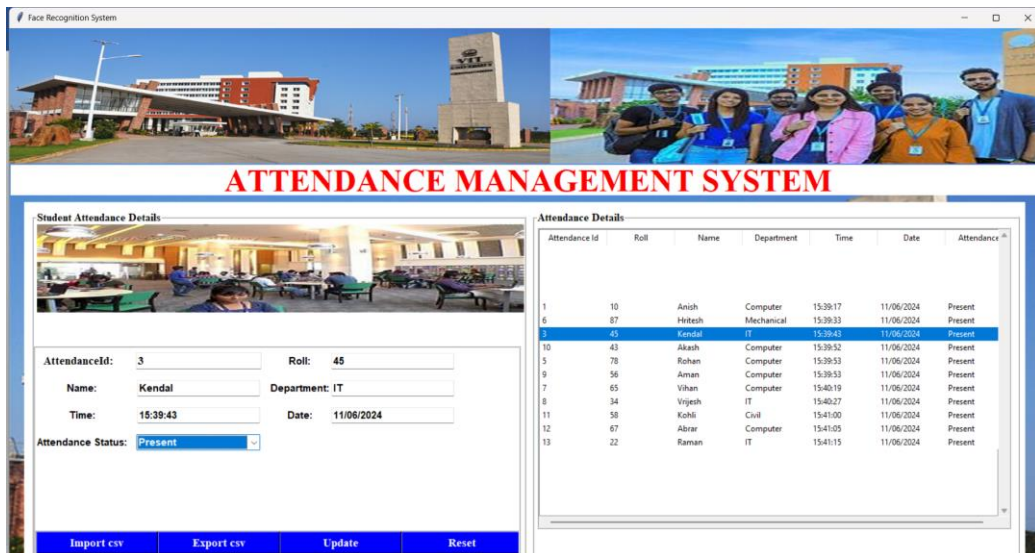 Face Recognition System
VIT
ATTENDANCE MANAGEMENT SYSTEM
Student Attendance Details
AttendanceId: 3 Roll: 45
Name: Kendal Department: IT
Time: 15:39:43 Date: 11/06/2024
Attendance Status: Present
Import csv Export csv Update Reset
Attendance Details
Attendance Id Roll Name Department Time Date Attendance
1 10 Anish Computer 15:39:17 11/06/2024 Present
6 87 Hritesh Mechanical 15:39:33 11/06/2024 Present
3 45 Kendal IT 15:39:43 11/06/2024 Present
10 43 Akash Computer 15:39:52 11/06/2024 Present
5 78 Rohan Computer 15:39:53 11/06/2024 Present
9 56 Aman Computer 15:39:53 11/06/2024 Present
7 65 Vihan Computer 15:40:19 11/06/2024 Present
8 34 Vrijesh IT 15:40:27 11/06/2024 Present
11 58 Kohli Civil 15:41:00 11/06/2024 Present
12 67 Abrar Computer 15:41:05 11/06/2024 Present
13 22 Raman IT 15:41:15 11/06/2024 Present